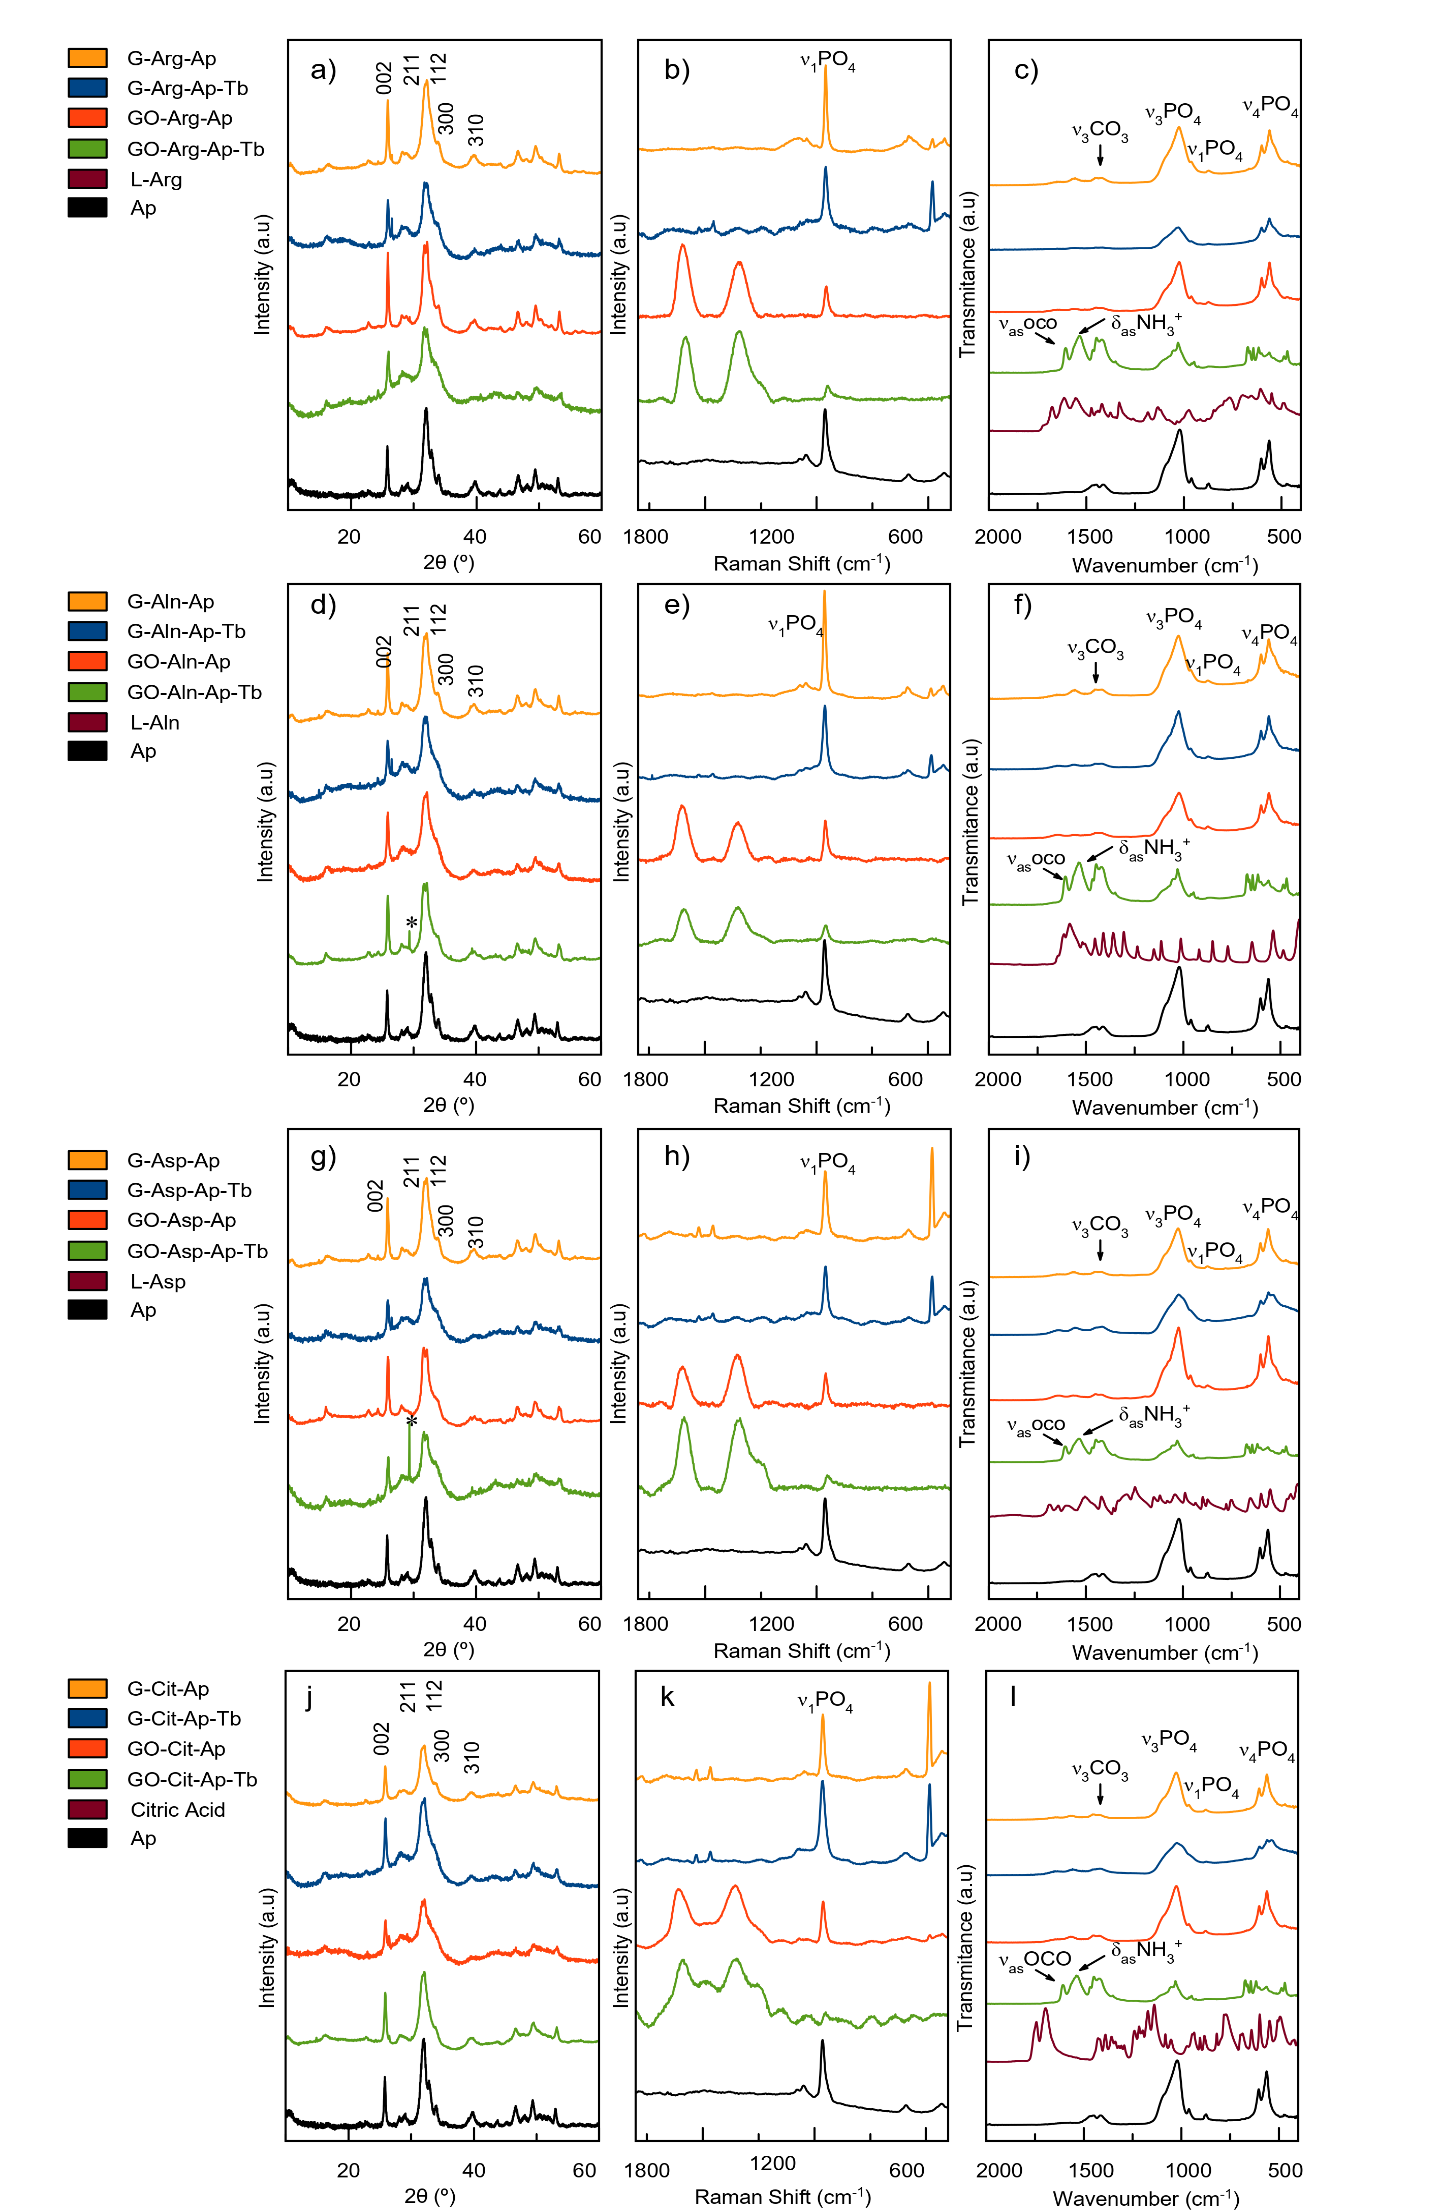 G-Arg-Ap
G-Arg-Ap-Tb
GO-Arg-Ap
GO-Arg-Ap-Tb
L-Arg
Ap
a)
002
211
112
300
310
Intensity (a.u)
20 40 60
2θ (º)
b)
ν1PO4
Intensity (a.u)
1800 1200 600
Raman Shift (cm-1)
c)
ν3CO3
ν3PO4
ν1PO4
ν4PO4
νasOCO
δasNH3+
Transmitance (a.u)
2000 1500 1000 500
Wavenumber (cm-1)
G-Aln-Ap
G-Aln-Ap-Tb
GO-Aln-Ap
GO-Aln-Ap-Tb
L-Aln
Ap
d)
002
211
112
300
310
*
Intensity (a.u)
20 40 60
2θ (º)
e)
ν1PO4
Intensity (a.u)
1800 1200 600
Raman Shift (cm-1)
f)
ν3CO3
ν3PO4
ν1PO4
ν4PO4
νasOCO
δasNH3+
Transmitance (a.u)
2000 1500 1000 500
Wavenumber (cm-1)
G-Asp-Ap
G-Asp-Ap-Tb
GO-Asp-Ap
GO-Asp-Ap-Tb
L-Asp
Ap
g)
002
211
112
300
310
*
Intensity (a.u)
20 40 60
2θ (º)
h)
ν1PO4
Intensity (a.u)
1800 1200 600
Raman Shift (cm-1)
i)
ν3CO3
ν3PO4
ν1PO4
ν4PO4
νasOCO
δasNH3+
Transmitance (a.u)
2000 1500 1000 500
Wavenumber (cm-1)
G-Cit-Ap
G-Cit-Ap-Tb
GO-Cit-Ap
GO-Cit-Ap-Tb
Citric Acid
Ap
j
002
211
112
300
310
Intensity (a.u)
20 40 60
2θ (º)
k
ν1PO4
Intensity (a.u)
1800 1200 600
Raman Shift (cm-1)
l
ν3CO3
ν3PO4
ν1PO4
ν4PO4
νasOCO
δasNH3+
Transmitance (a.u)
2000 1500 1000 500
Wavenumber (cm-1)